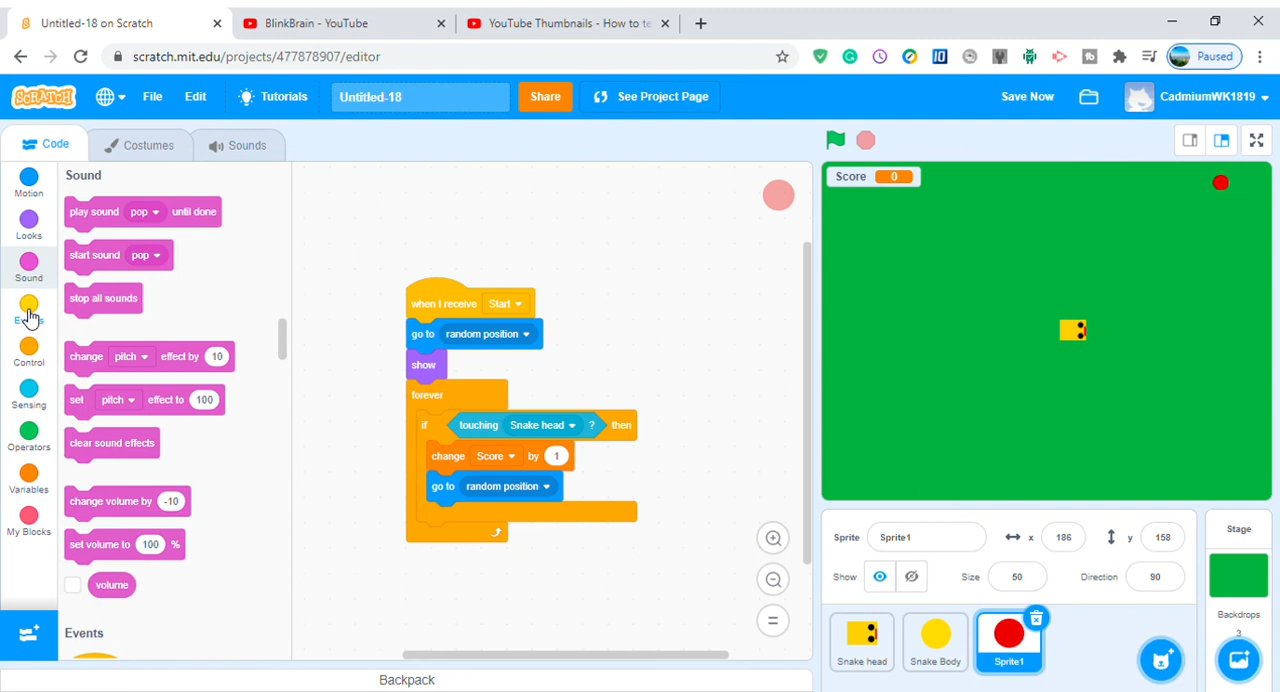 Untitled-18 on Scratch
BlinkBrain - YouTube
YouTube Thumbnails - How to te
scratch.mit.edu/projects/477878907/editor
Paused
SCRATCH
File
Edit
Tutorials
Untitled-18
Share
See Project Page
Save Now
CadmiumWK1819
Code
Costumes
Sounds
Motion
Looks
Sound
Control
Sensing
Operators
Variables
My Blocks
Sound
play sound pop until done
start sound pop
stop all sounds
change pitch effect by 10
set pitch effect to 100
clear sound effects
change volume by -10
set volume to 100 %
volume
Events
when I receive Start
go to random position
show
forever
if touching Snake head ? then
change Score by 1
go to random position
Score 0
Sprite Sprite1 x 186 y 158
Show Size 50 Direction 90
Snake head
Snake Body
Sprite1
Stage
Backdrops
3
Backpack